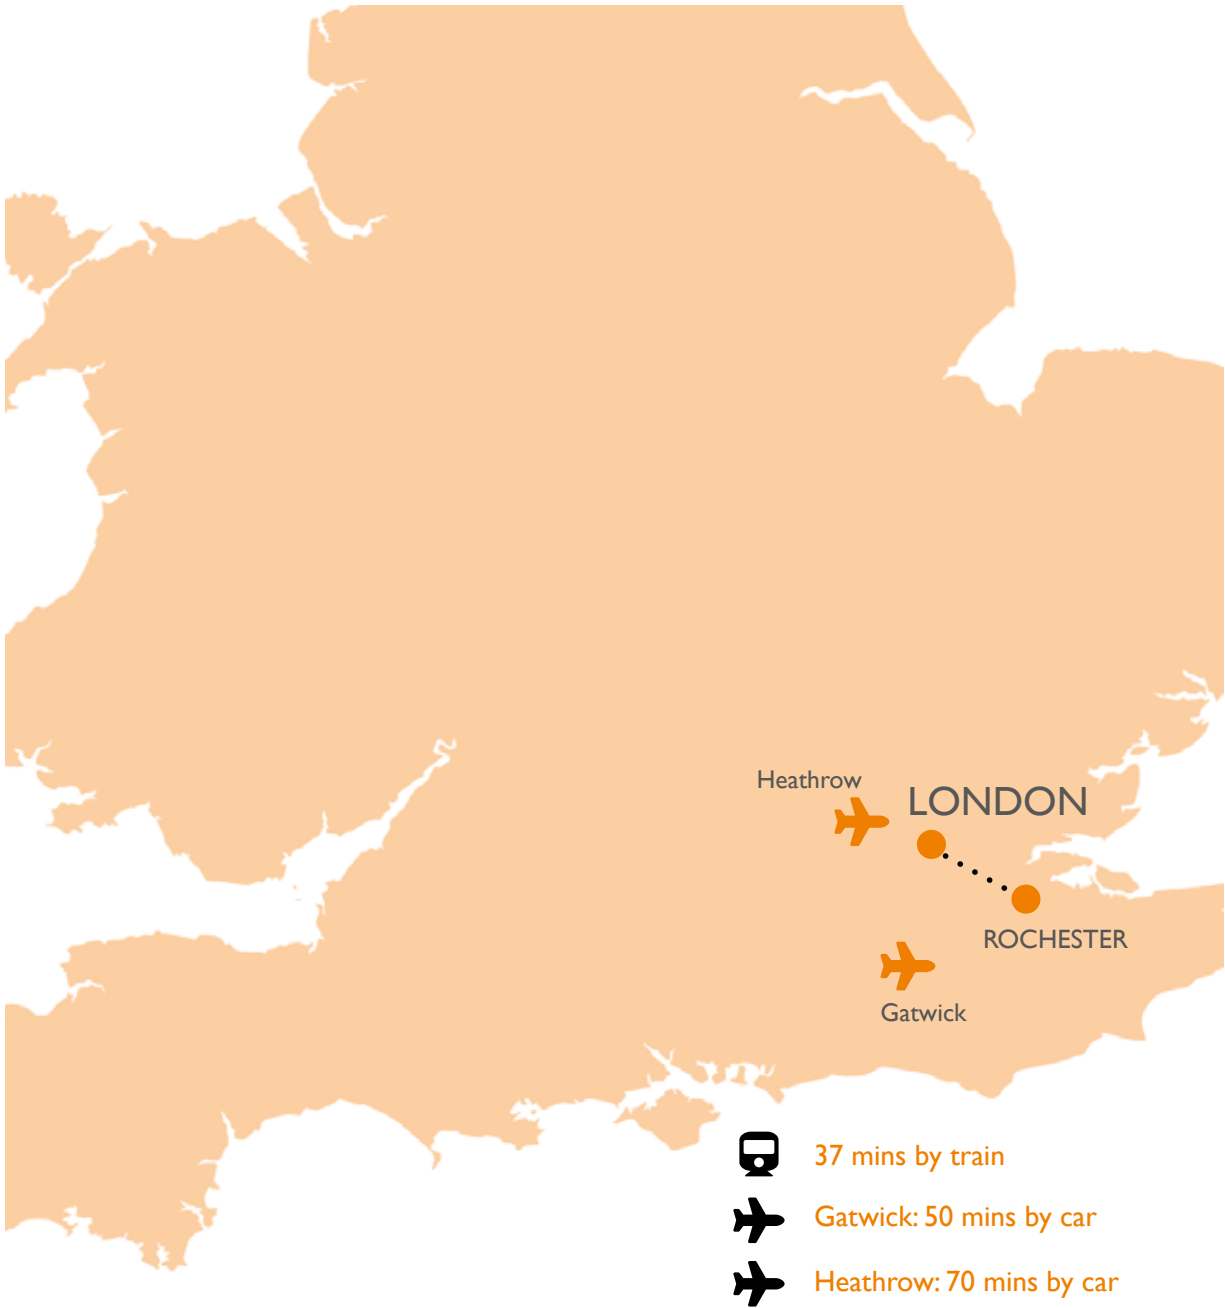 Heathrow
LONDON
ROCHESTER
Gatwick
37 mins by train
Gatwick: 50 mins by car
Heathrow: 70 mins by car